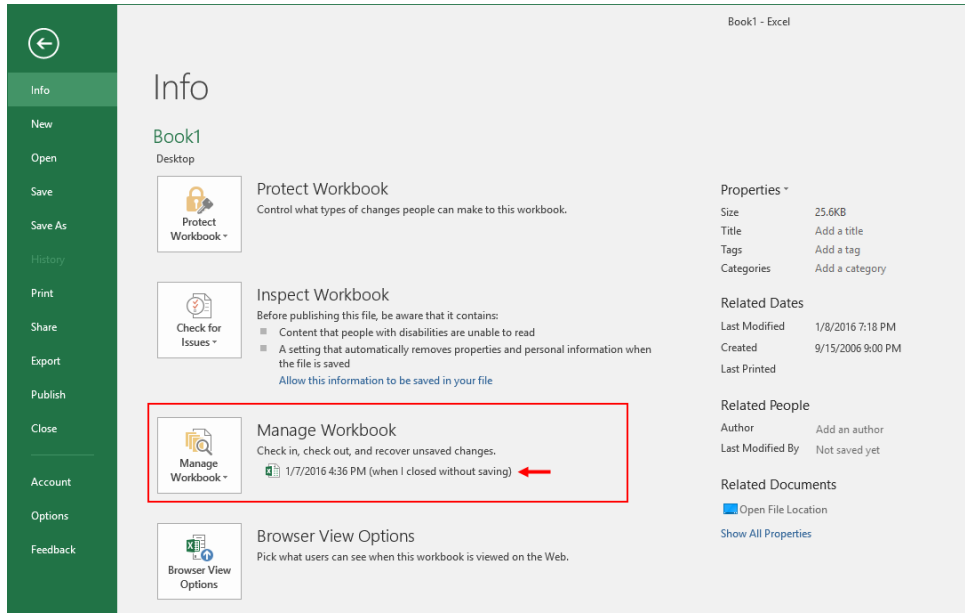 Book1 - Excel
Info
New
Open
Save
Save As
History
Print
Share
Export
Publish
Close
Account
Options
Feedback
Info
Book1
Desktop
Protect
Workbook
Protect Workbook
Control what types of changes people can make to this workbook.
Check for
Issues
Inspect Workbook
Before publishing this file, be aware that it contains:
Content that people with disabilities are unable to read
A setting that automatically removes properties and personal information when
the file is saved
Allow this information to be saved in your file
Manage
Workbook
Manage Workbook
Check in, check out, and recover unsaved changes.
1/7/2016 4:36 PM (when I closed without saving)
Browser View
Options
Browser View Options
Pick what users can see when this workbook is viewed on the Web.
Properties
Size 25.6KB
Title Add a title
Tags Add a tag
Categories Add a category
Related Dates
Last Modified 1/8/2016 7:18 PM
Created 9/15/2006 9:00 PM
Last Printed
Related People
Author Add an author
Last Modified By Not saved yet
Related Documents
Open File Location
Show All Properties